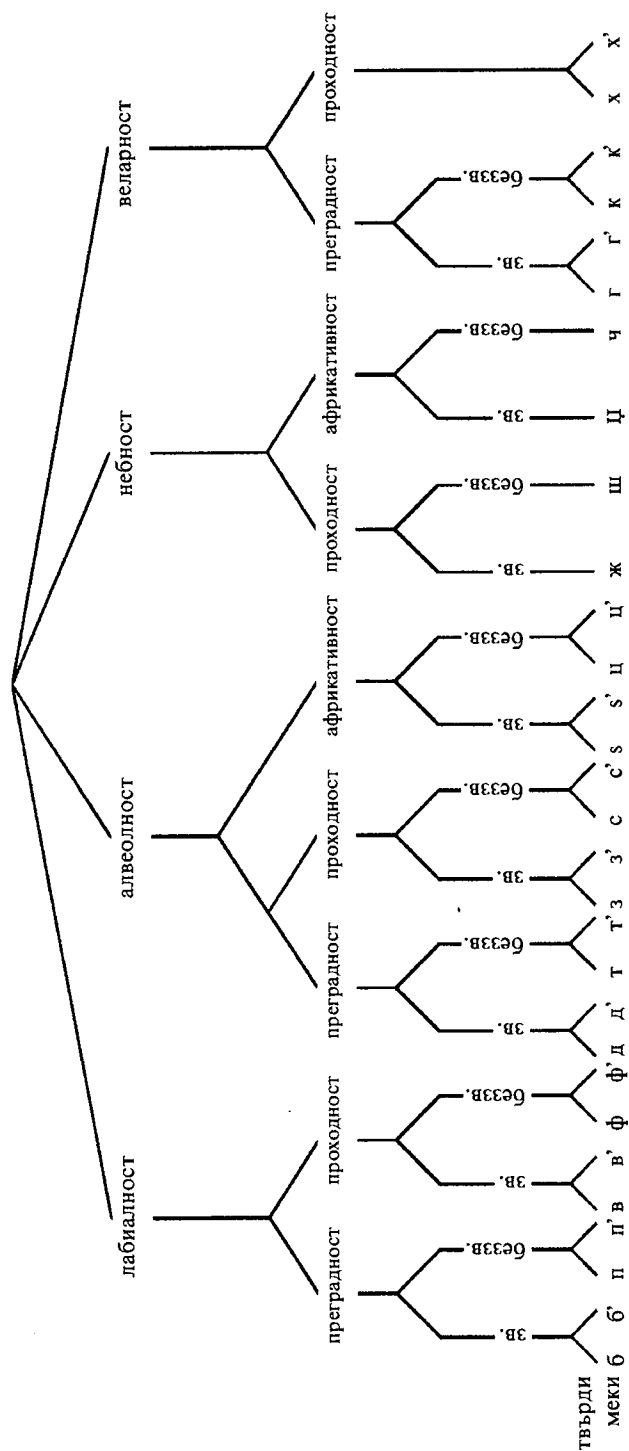 лабиалност алвеолност небност веларност
преградност проходност преградност проходност африкативност проходност африкативност преградност проходност
зв. беззв. зв. беззв. зв. беззв. зв. беззв. зв. беззв. зв. беззв. зв. беззв. зв. беззв.
твърди
меки б б' п п' в в' ф ф' д д' т т' з з' с с' ѕ ѕ' ц ц' ж ш Џ ч г г' к к' х х'